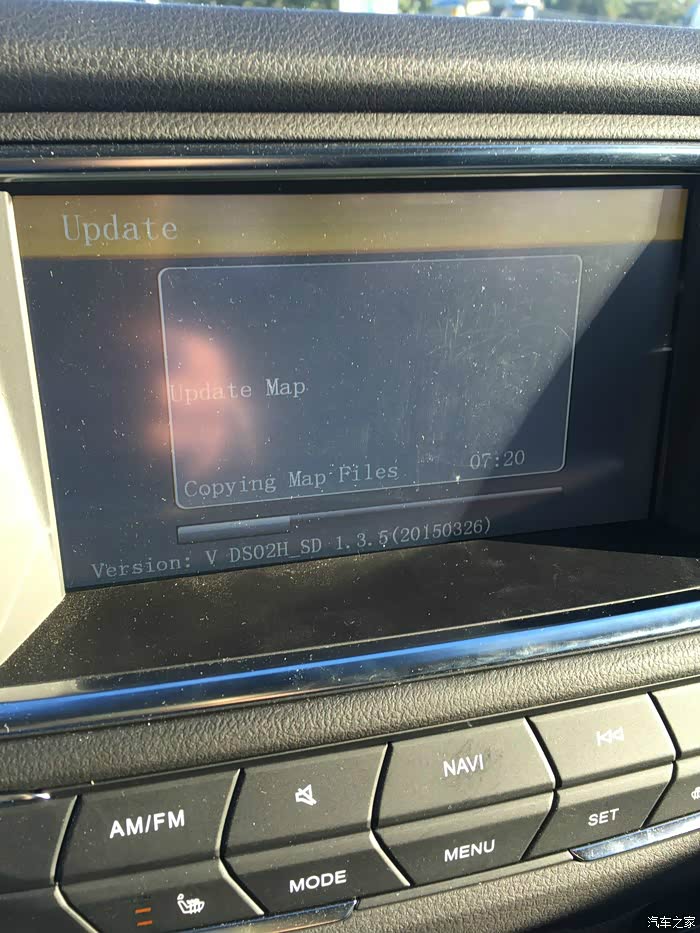 Update
Update Map
Copying Map Files
07:20
Version: V DS02H_SD 1.3.5(20150326)
NAVI
AM/FM
SET
MENU
MODE
汽车之家